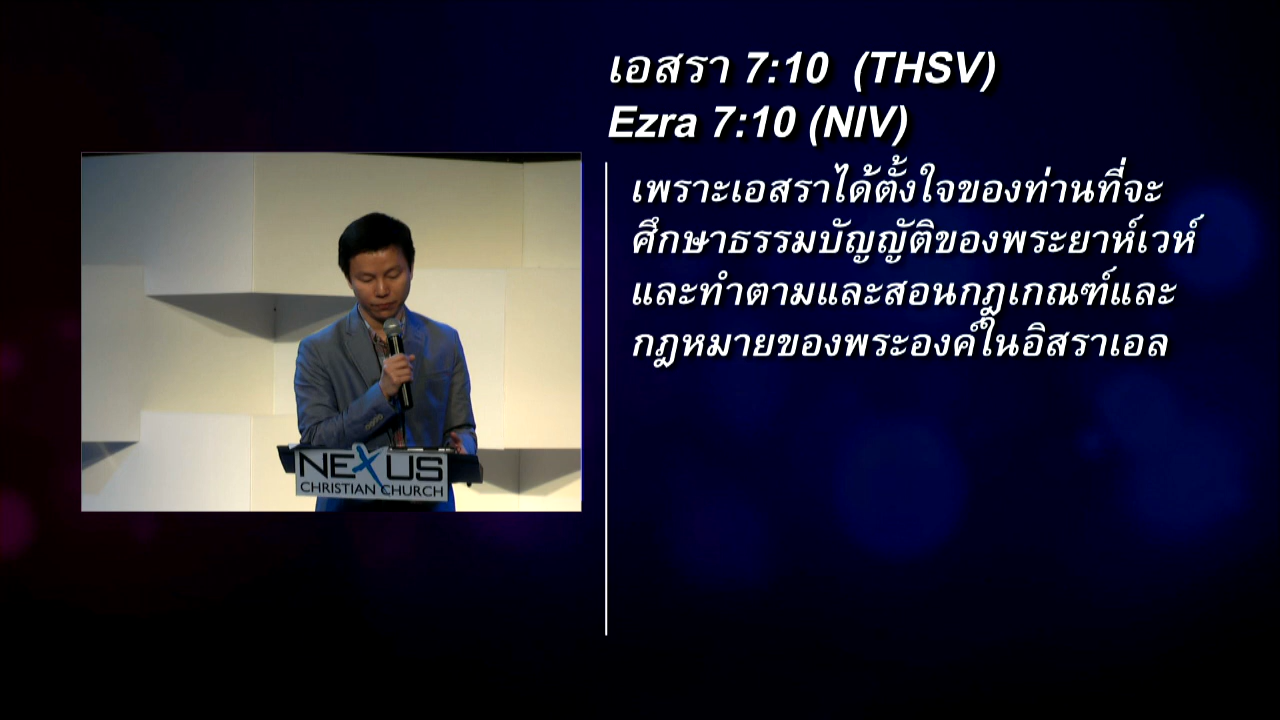 เอสรา 7:10 (THSV)
Ezra 7:10 (NIV)
เพราะเอสราได้ตั้งใจของท่านที่จะ
ศึกษาธรรมบัญญัติของพระยาห์เวห์
และทำตามและสอนกฎเกณฑ์และ
กฎหมายของพระองค์ในอิสราเอล
NEXUS
CHRISTIAN CHURCH